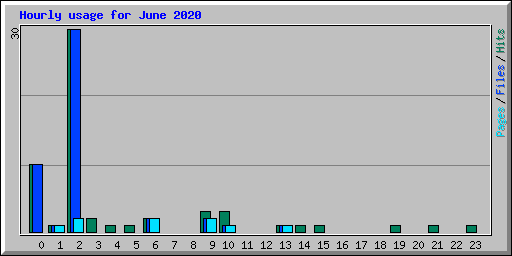 Hourly usage for June 2020
30
Pages/Files/Hits
0 1 2 3 4 5 6 7 8 9 10 11 12 13 14 15 16 17 18 19 20 21 22 23